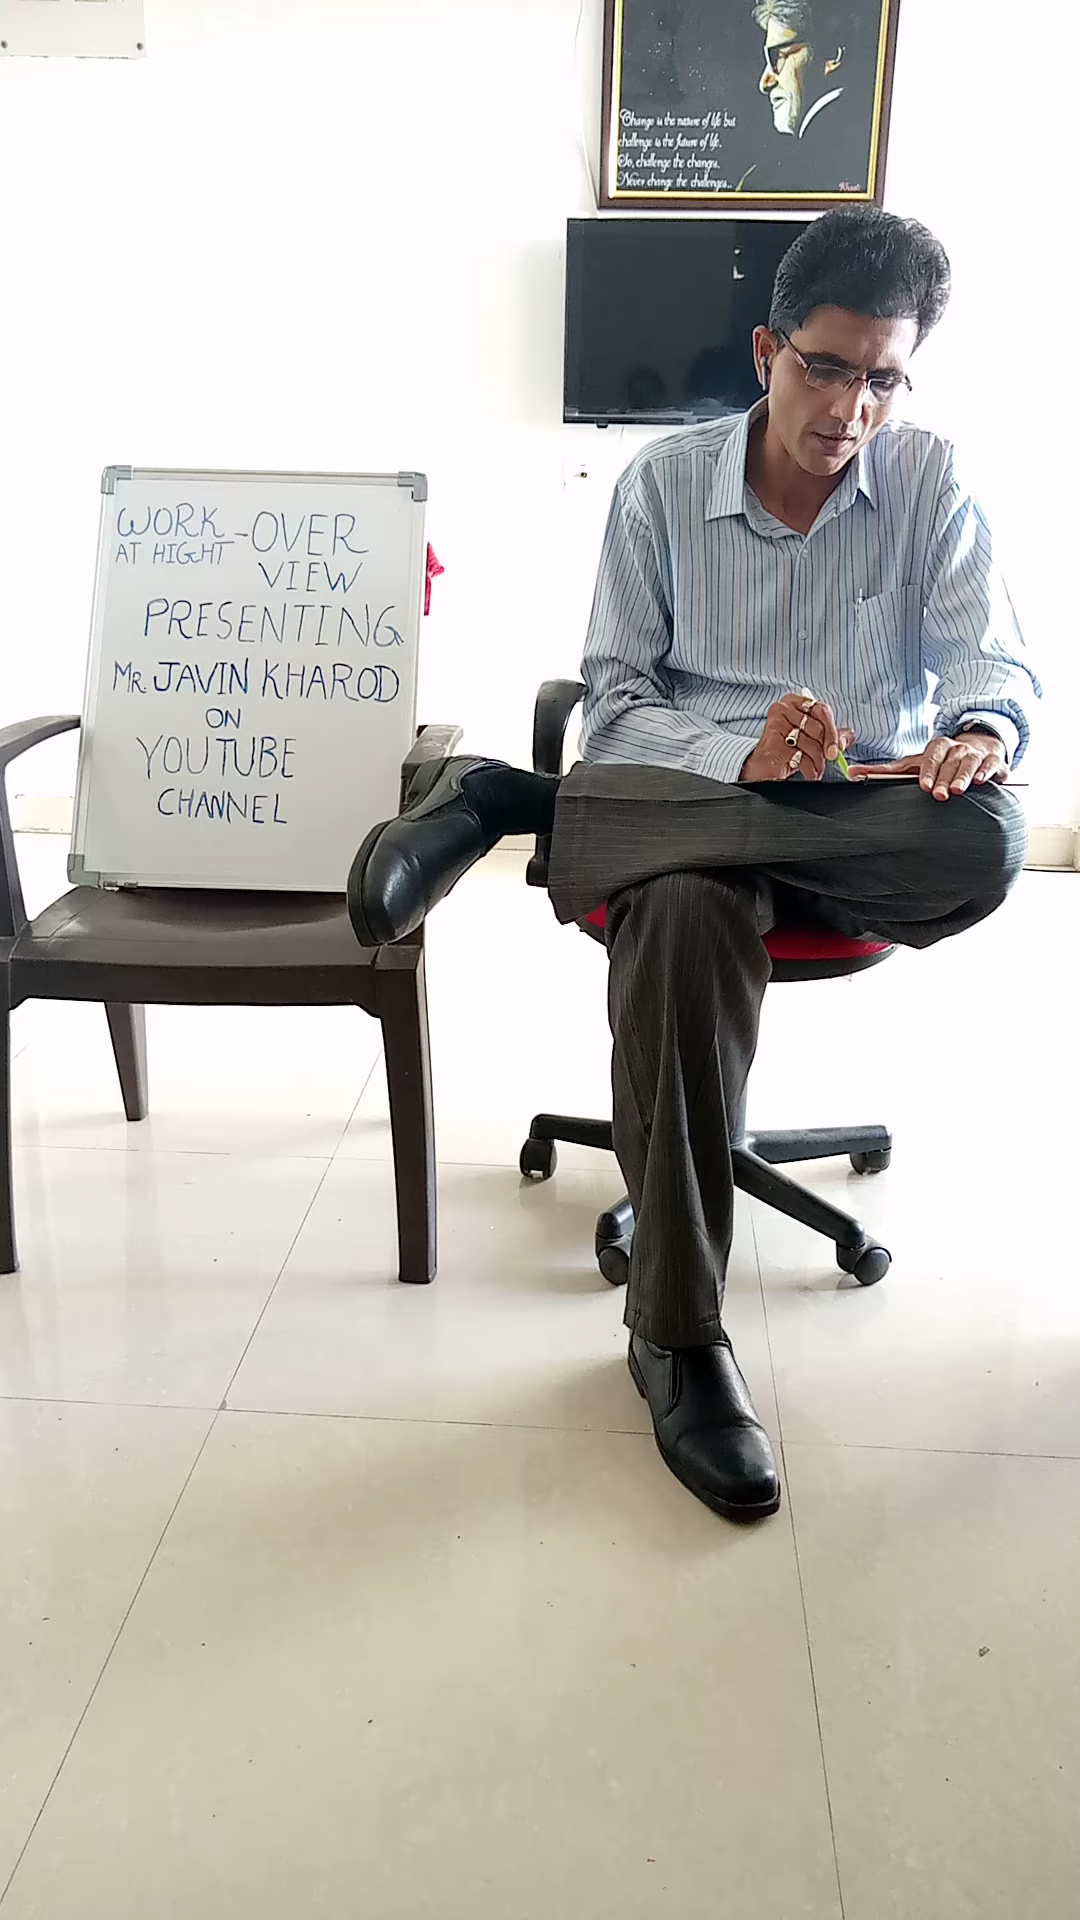 Change is the nature of life but
challenge is the future of life.
So, challenge the changes.
Never change the challenges..
Khush
WORK - OVER
AT HIGHT VIEW
PRESENTING
MR. JAVIN KHAROD
ON
YOUTUBE
CHANNEL